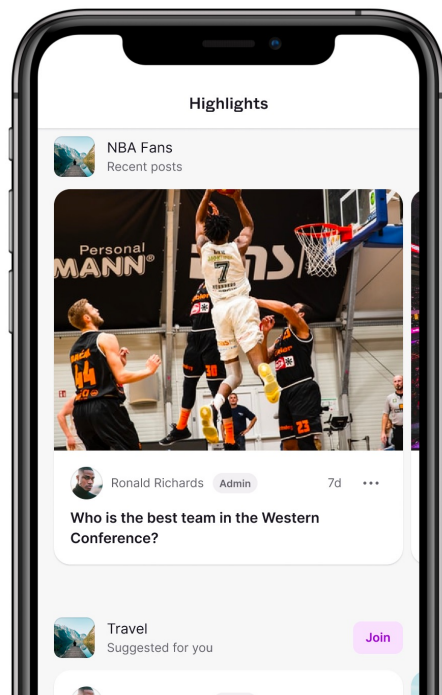 Highlights
NBA Fans
Recent posts
Personal
MANN®
7
44
30
23
Ronald Richards Admin 7d
Who is the best team in the Western
Conference?
Travel
Suggested for you
Join